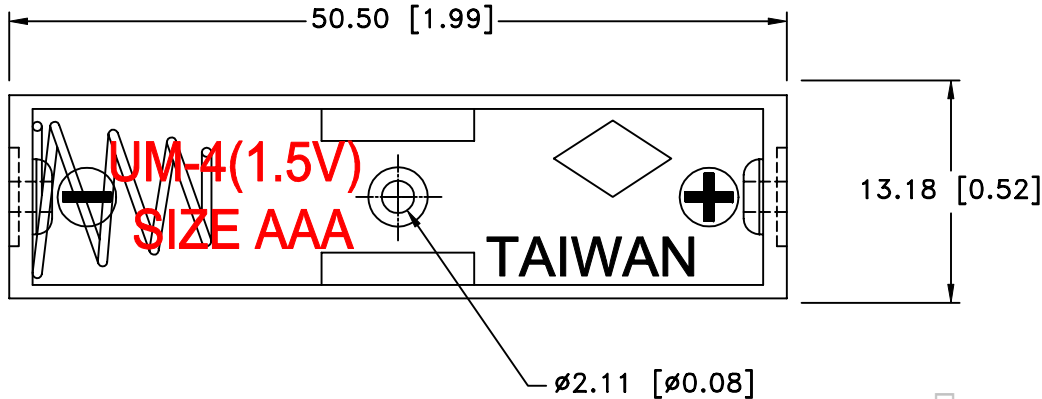 50.50 [1.99]
UM-4(1.5V)
SIZE AAA
13.18 [0.52]
TAIWAN
ø2.11 [ø0.08]